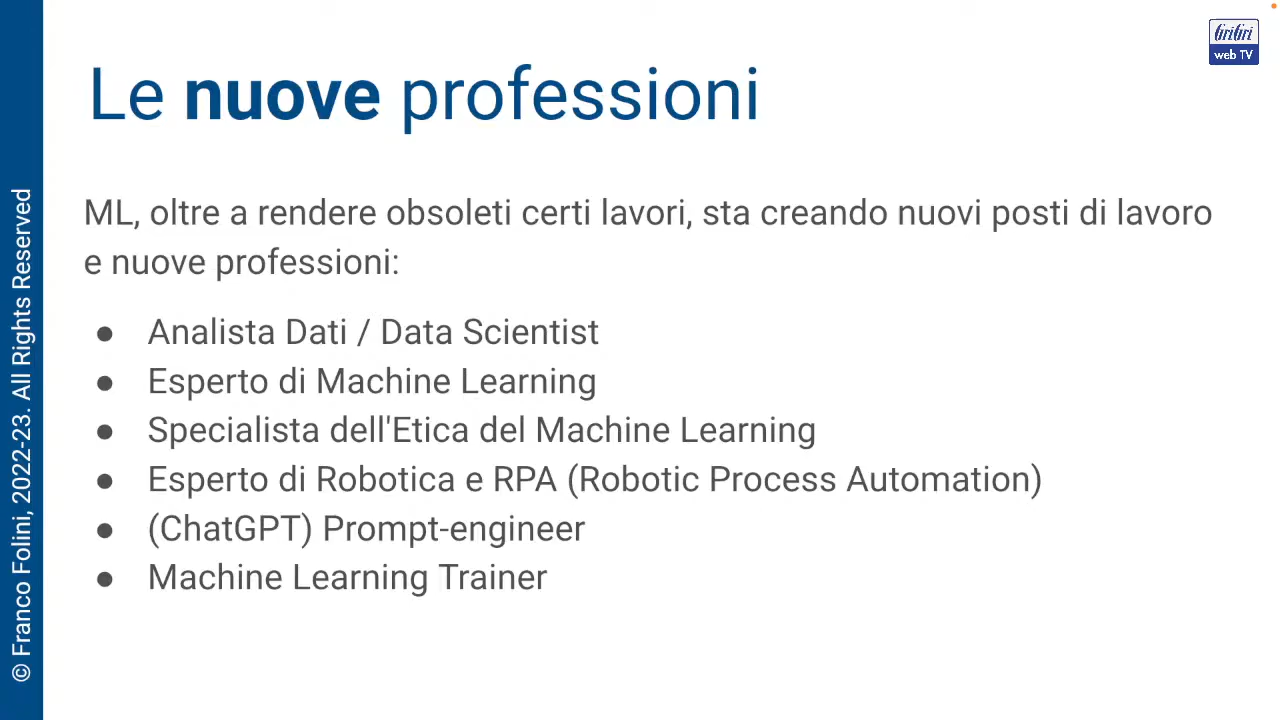 GriGri
web TV
Le nuove professioni
ML, oltre a rendere obsoleti certi lavori, sta creando nuovi posti di lavoro
e nuove professioni:
● Analista Dati / Data Scientist
● Esperto di Machine Learning
● Specialista dell'Etica del Machine Learning
● Esperto di Robotica e RPA (Robotic Process Automation)
● (ChatGPT) Prompt-engineer
● Machine Learning Trainer
© Franco Folini, 2022-23. All Rights Reserved